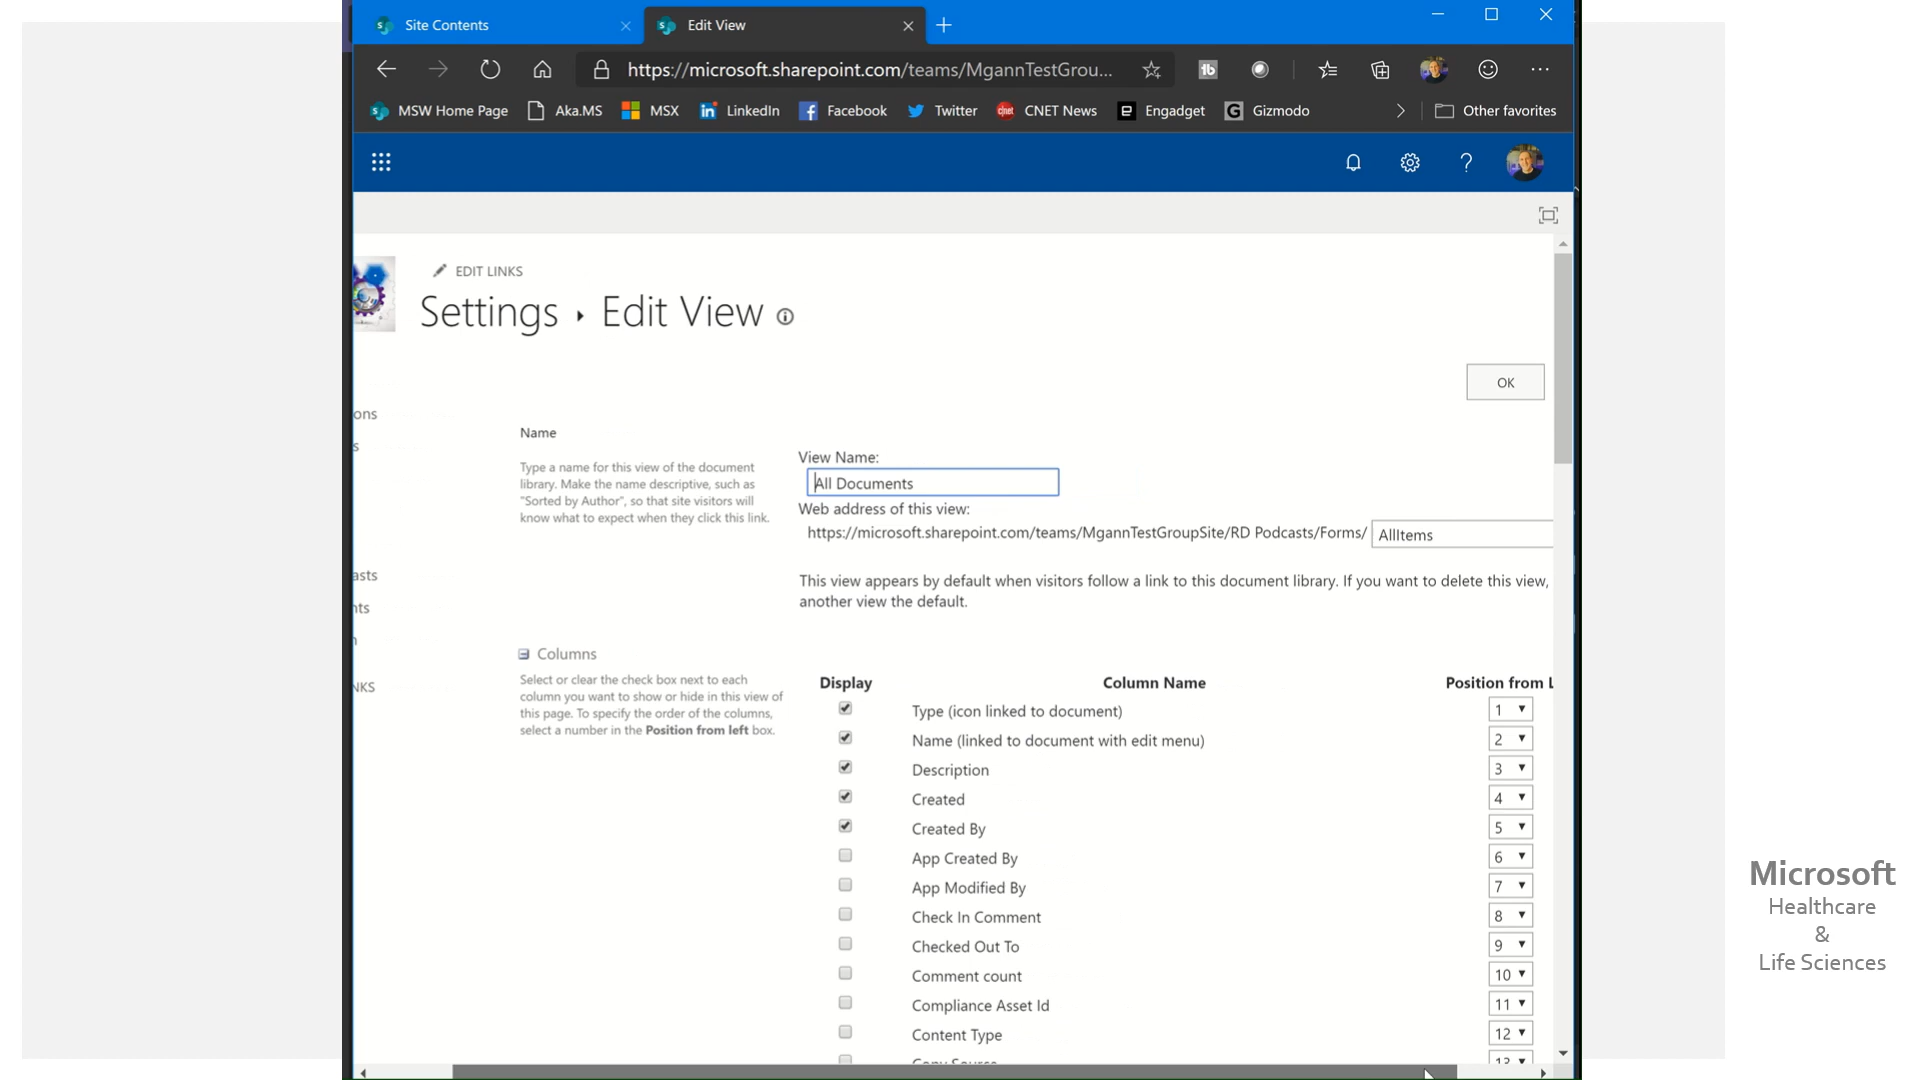 Site Contents
Edit View
https://microsoft.sharepoint.com/teams/MgannTestGrou...
MSW Home Page
Aka.MS
MSX
LinkedIn
Facebook
Twitter
CNET News
Engadget
Gizmodo
Other favorites
EDIT LINKS
Settings ▸ Edit View
OK
ons
s
asts
nts
n
NKS
Name
Type a name for this view of the document
library. Make the name descriptive, such as
"Sorted by Author", so that site visitors will
know what to expect when they click this link.
View Name:
All Documents
Web address of this view:
https://microsoft.sharepoint.com/teams/MgannTestGroupSite/RD Podcasts/Forms/ AllItems
This view appears by default when visitors follow a link to this document library. If you want to delete this view,
another view the default.
Columns
Select or clear the check box next to each
column you want to show or hide in this view of
this page. To specify the order of the columns,
select a number in the Position from left box.
Display Column Name Position from L
Type (icon linked to document) 1
Name (linked to document with edit menu) 2
Description 3
Created 4
Created By 5
App Created By 6
App Modified By 7
Check In Comment 8
Checked Out To 9
Comment count 10
Compliance Asset Id 11
Content Type 12
Copy Source 13
Microsoft
Healthcare
&
Life Sciences